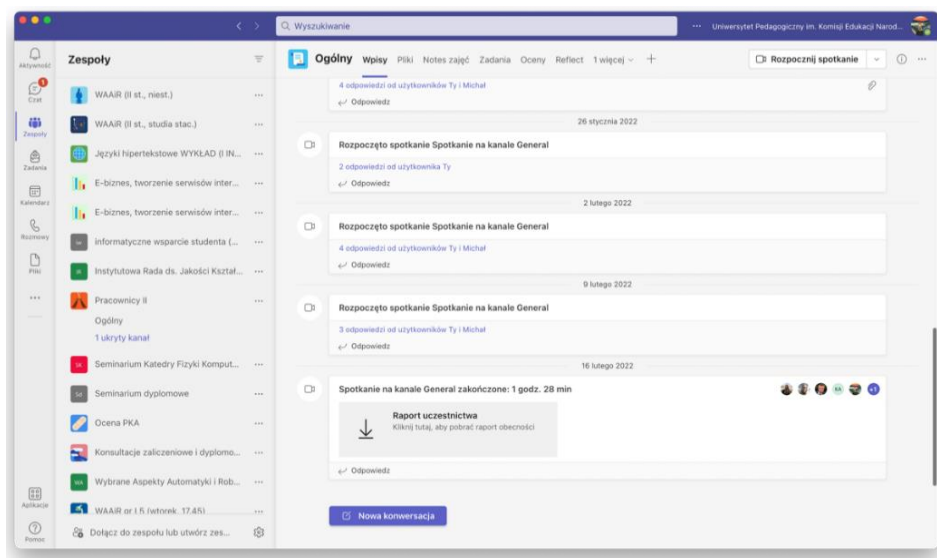 Wyszukiwanie
Uniwersytet Pedagogiczny im. Komisji Edukacji Narod...
Aktywność
Czat
Zespoły
Zadania
Kalendarz
Rozmowy
Pliki
Aplikacje
Pomoc
Zespoły
WAAiR (II st., niest.)
WAAiR (II st., studia stac.)
Języki hipertekstowe WYKŁAD (I IN...
E-biznes, tworzenie serwisów inter...
E-biznes, tworzenie serwisów inter...
informatyczne wsparcie studenta (...
Instytutowa Rada ds. Jakości Kształ...
Pracownicy II
Ogólny
1 ukryty kanał
SK Seminarium Katedry Fizyki Komput...
Sd Seminarium dyplomowe
Ocena PKA
Konsultacje zaliczeniowe i dyplomo...
WA Wybrane Aspekty Automatyki i Rob...
WAAiR gr L5 (wtorek, 17.45)
Dołącz do zespołu lub utwórz zes...
Ogólny Wpisy Pliki Notes zajęć Zadania Oceny Reflect 1 więcej
Rozpocznij spotkanie
4 odpowiedzi od użytkowników Ty i Michał
Odpowiedz
26 stycznia 2022
Rozpoczęto spotkanie Spotkanie na kanale General
2 odpowiedzi od użytkownika Ty
Odpowiedz
2 lutego 2022
Rozpoczęto spotkanie Spotkanie na kanale General
4 odpowiedzi od użytkowników Ty i Michał
Odpowiedz
9 lutego 2022
Rozpoczęto spotkanie Spotkanie na kanale General
3 odpowiedzi od użytkowników Ty i Michał
Odpowiedz
16 lutego 2022
Spotkanie na kanale General zakończone: 1 godz. 28 min
+1
Raport uczestnictwa
Kliknij tutaj, aby pobrać raport obecności
Odpowiedz
Nowa konwersacja